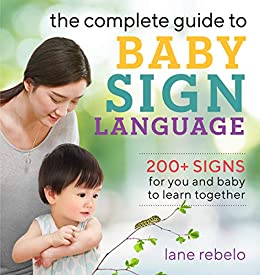 the complete guide to
BABY
SIGN
LANGUAGE
200+ SIGNS
for you and baby
to learn together
lane rebelo